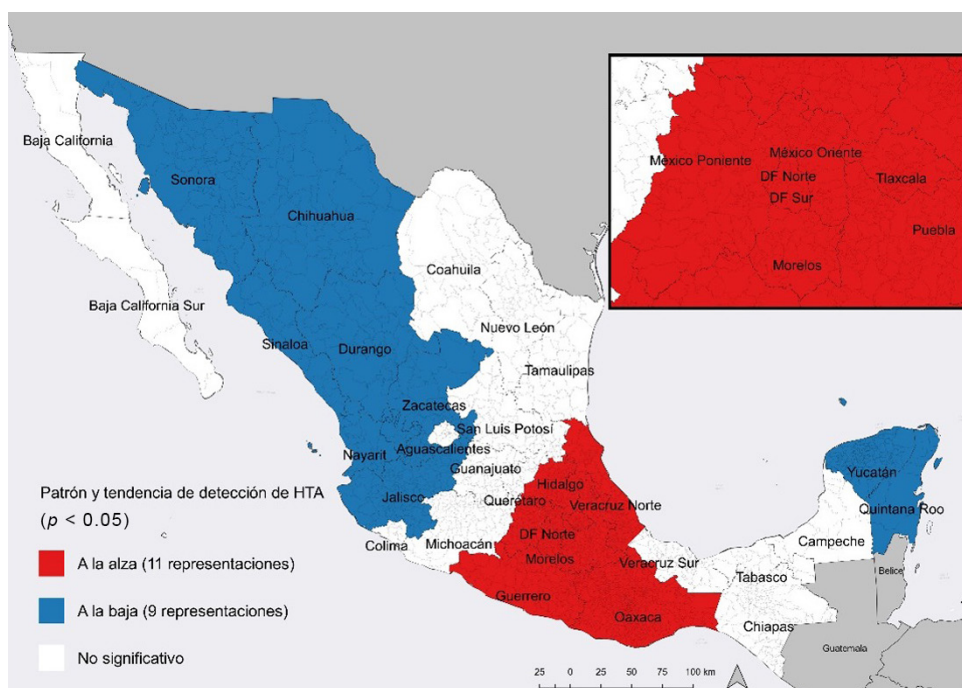 Baja California
Sonora
Chihuahua
Coahuila
Baja California Sur
Nuevo León
Sinaloa
Durango
Tamaulipas
Zacatecas
San Luis Potosí
Aguascalientes
Nayarit
Guanajuato
Jalisco
Querétaro
Hidalgo
Veracruz Norte
Colima
Michoacán
DF Norte
Morelos
Veracruz Sur
Guerrero
Oaxaca
Tabasco
Chiapas
Campeche
Yucatán
Quintana Roo
Belice
Guatemala
México Poniente
México Oriente
DF Norte
DF Sur
Tlaxcala
Puebla
Morelos
Patrón y tendencia de detección de HTA
(p < 0.05)
A la alza (11 representaciones)
A la baja (9 representaciones)
No significativo
25 0 25 50 75 100 km